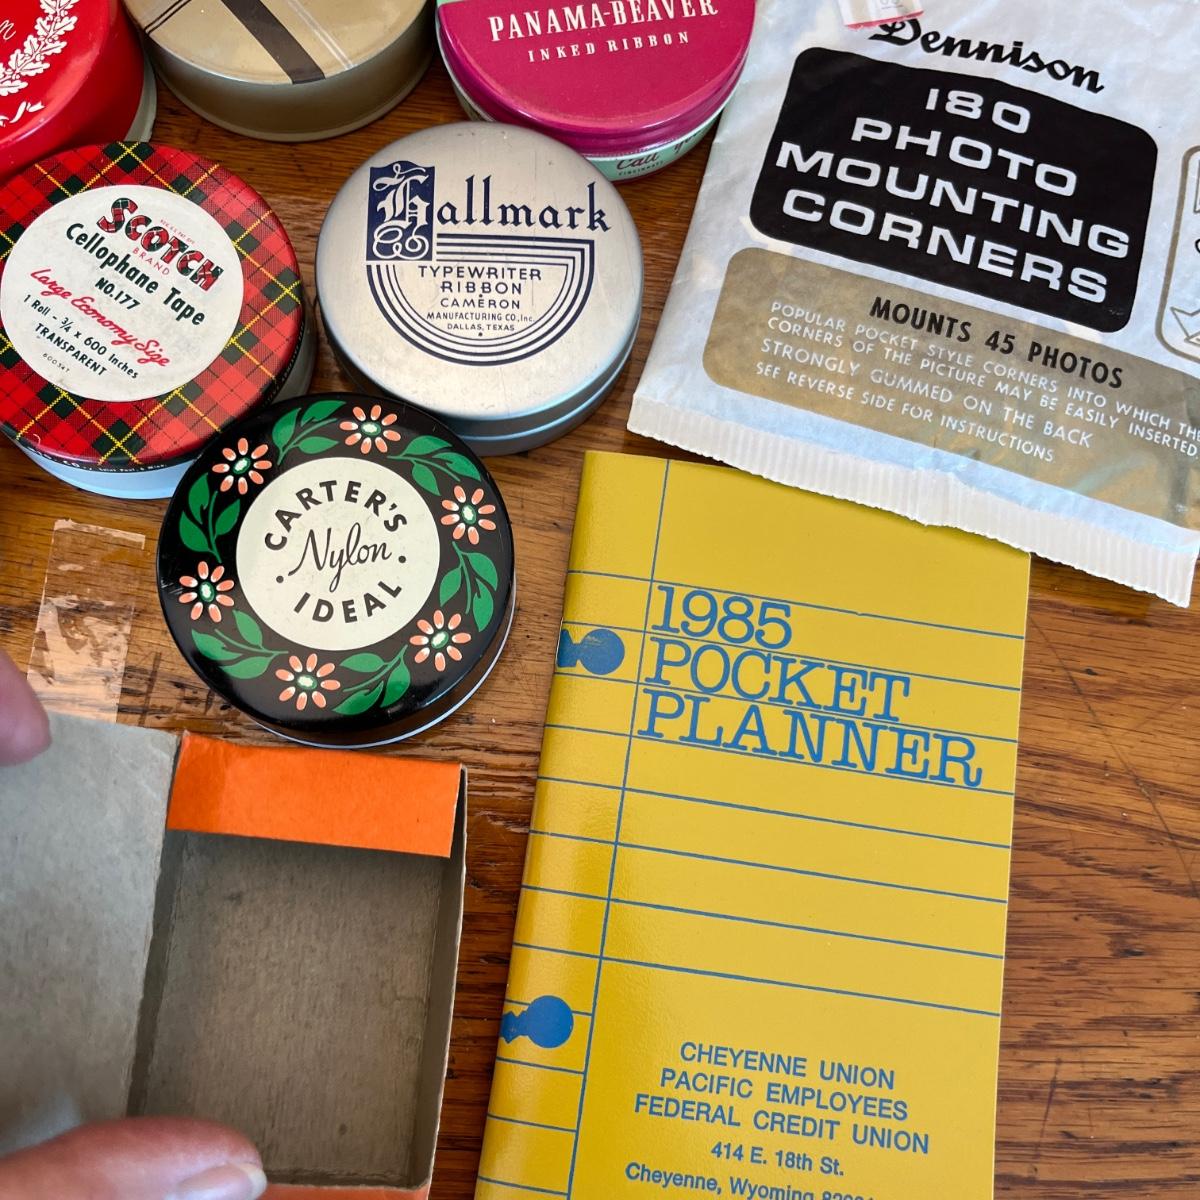 PANAMA-BEAVER
INKED RIBBON
Dennison
180
PHOTO
MOUNTING
CORNERS
MOUNTS 45 PHOTOS
POPULAR POCKET STYLE CORNERS INTO WHICH THE
CORNERS OF THE PICTURE MAY BE EASILY INSERTED
STRONGLY GUMMED ON THE BACK
SEE REVERSE SIDE FOR INSTRUCTIONS
SCOTCH
BRAND
Cellophane Tape
NO. 177
Large Economy Size
1 Roll - 3/4 x 600 Inches
TRANSPARENT
Hallmark
TYPEWRITER
RIBBON
CAMERON
MANUFACTURING CO., Inc.
DALLAS, TEXAS
CARTER'S
Nylon
IDEAL
1985
POCKET
PLANNER
CHEYENNE UNION
PACIFIC EMPLOYEES
FEDERAL CREDIT UNION
414 E. 18th St.
Cheyenne, Wyoming